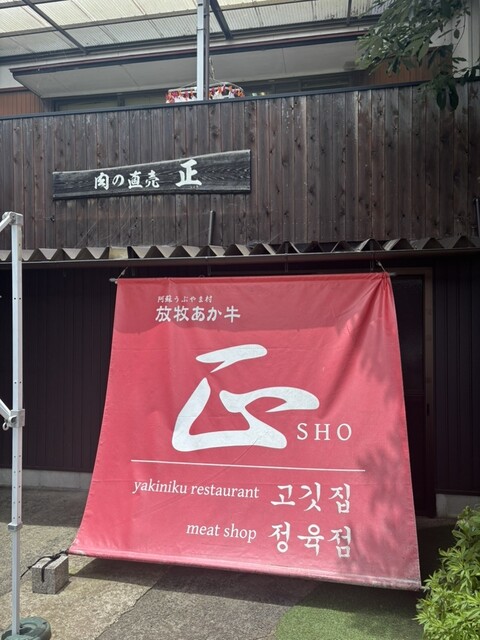 肉の直売 正
阿蘇うぶやま村
放牧あか牛
正
SHO
yakiniku restaurant 고깃집
meat shop 정육점